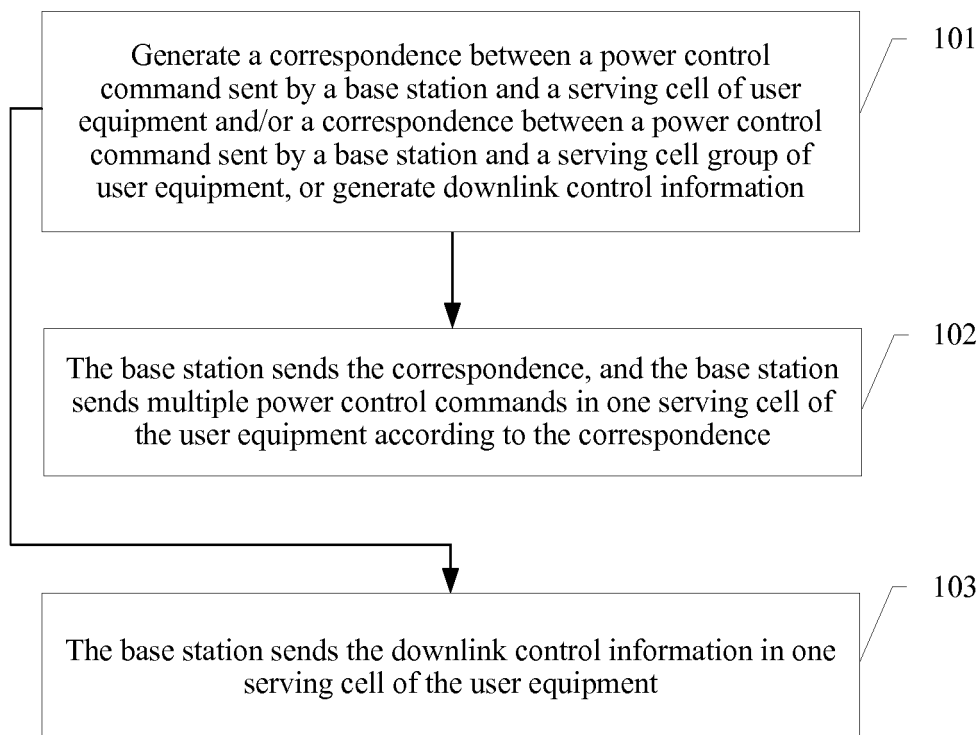 Generate a correspondence between a power control
command sent by a base station and a serving cell of user
equipment and/or a correspondence between a power control
command sent by a base station and a serving cell group of
user equipment, or generate downlink control information
101
The base station sends the correspondence, and the base station
sends multiple power control commands in one serving cell of
the user equipment according to the correspondence
102
The base station sends the downlink control information in one
serving cell of the user equipment
103